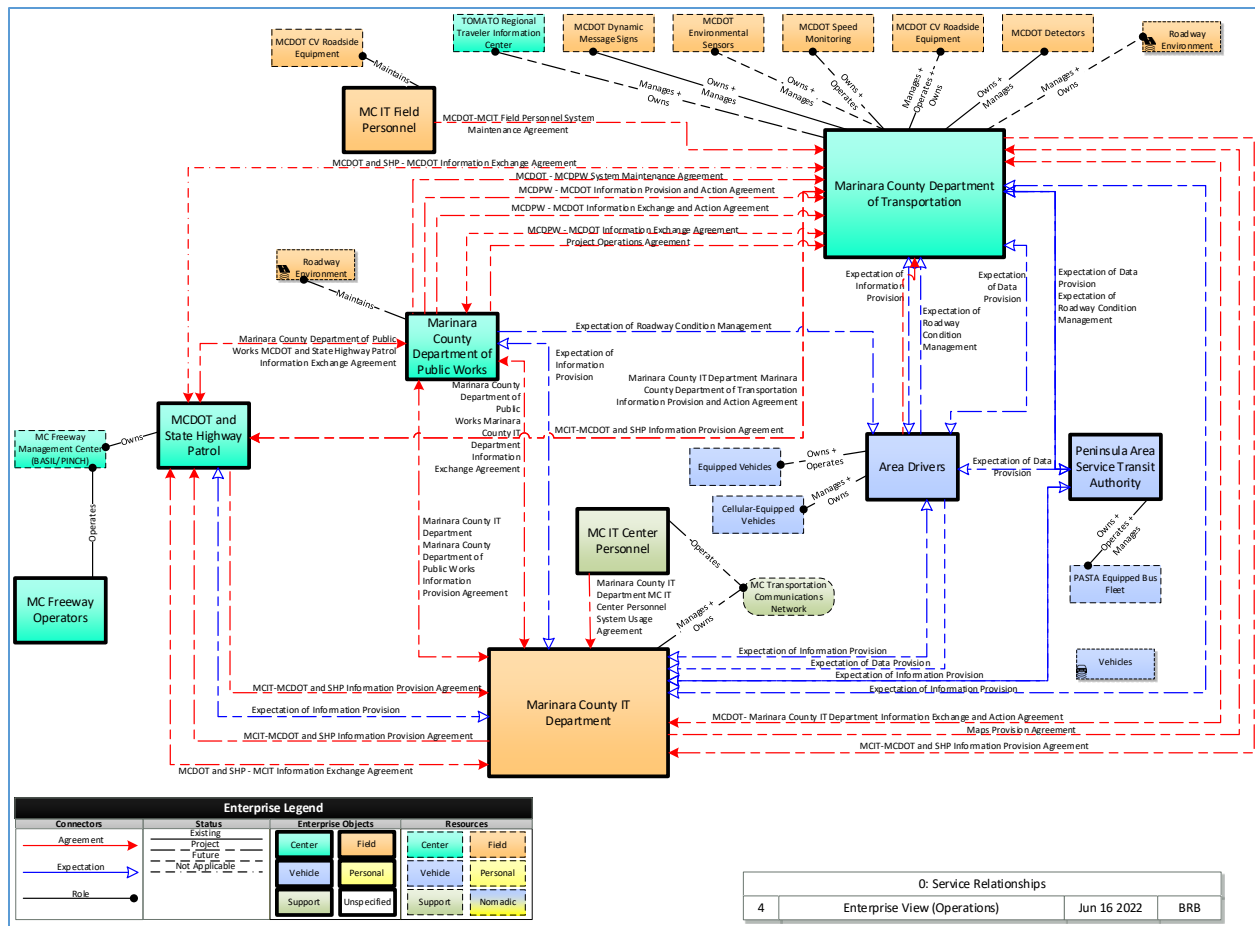 TOMATO Regional
Traveler Information
Center
MCDOT Dynamic
Message Signs
MCDOT
Environmental
Sensors
MCDOT Speed
Monitoring
MCDOT CV Roadside
Equipment
MCDOT Detectors
Roadway
Environment
MCDOT CV Roadside
Equipment
Maintains
Manages +
Owns
Owns +
Manages
Owns +
Manages
Owns +
Operates
Manages +
Operates +
Owns
Owns +
Manages
Manages +
Owns
MC IT Field
Personnel
MCDOT-MCIT Field Personnel System
Maintenance Agreement
MCDOT and SHP - MCDOT Information Exchange Agreement
MCDOT - MCDPW System Maintenance Agreement
MCDPW - MCDOT Information Provision and Action Agreement
MCDPW - MCDOT Information Exchange and Action Agreement
MCDPW - MCDOT Information Exchange Agreement
Project Operations Agreement
Marinara County Department
of Transportation
Roadway
Environment
Maintains
Expectation of
Information
Provision
Expectation
of Data
Provision
Expectation of Data
Provision
Expectation of
Roadway Condition
Management
Expectation
of
Roadway
Condition
Management
Marinara
County
Department of
Public Works
Expectation of Roadway Condition Management
Marinara County Department of Public
Works MCDOT and State Highway Patrol
Information Exchange Agreement
Expectation of
Information
Provision
Marinara County
Department of
Public
Works Marinara
County IT
Department
Information
Exchange Agreement
Marinara County IT Department Marinara
County Department of Transportation
Information Provision and Action Agreement
MCDOT and
State Highway
Patrol
Owns
MC Freeway
Management Center
(BASIL/PINCH)
Operates
MCIT-MCDOT and SHP Information Provision Agreement
Equipped Vehicles
Owns +
Operates
Area Drivers
Expectation of Data
Provision
Peninsula Area
Service Transit
Authority
Cellular-Equipped
Vehicles
Manages +
Owns
Owns +
Operates +
Manages
MC IT Center
Personnel
Operates
Marinara County IT
Department
Marinara County
Department of
Public Works
Information
Provision Agreement
MC Freeway
Operators
Marinara County IT
Department MC IT
Center Personnel
System Usage
Agreement
MC Transportation
Communications
Network
Manages +
Owns
PASTA Equipped Bus
Fleet
Vehicles
Expectation of Information Provision
Expectation of Data Provision
Expectation of Information Provision
Expectation of Information Provision
Marinara County IT
Department
MCIT-MCDOT and SHP Information Provision Agreement
Expectation of Information Provision
MCIT-MCDOT and SHP Information Provision Agreement
MCDOT and SHP - MCIT Information Exchange Agreement
MCDOT - Marinara County IT Department Information Exchange and Action Agreement
Maps Provision Agreement
MCIT-MCDOT and SHP Information Provision Agreement
Enterprise Legend
Connectors
Status
Enterprise Objects
Resources
Agreement
Expectation
Role
Existing
Project
Future
Not Applicable
Center
Field
Vehicle
Personal
Support
Unspecified
Center
Field
Vehicle
Personal
Support
Nomadic
0: Service Relationships
4
Enterprise View (Operations)
Jun 16 2022
BRB